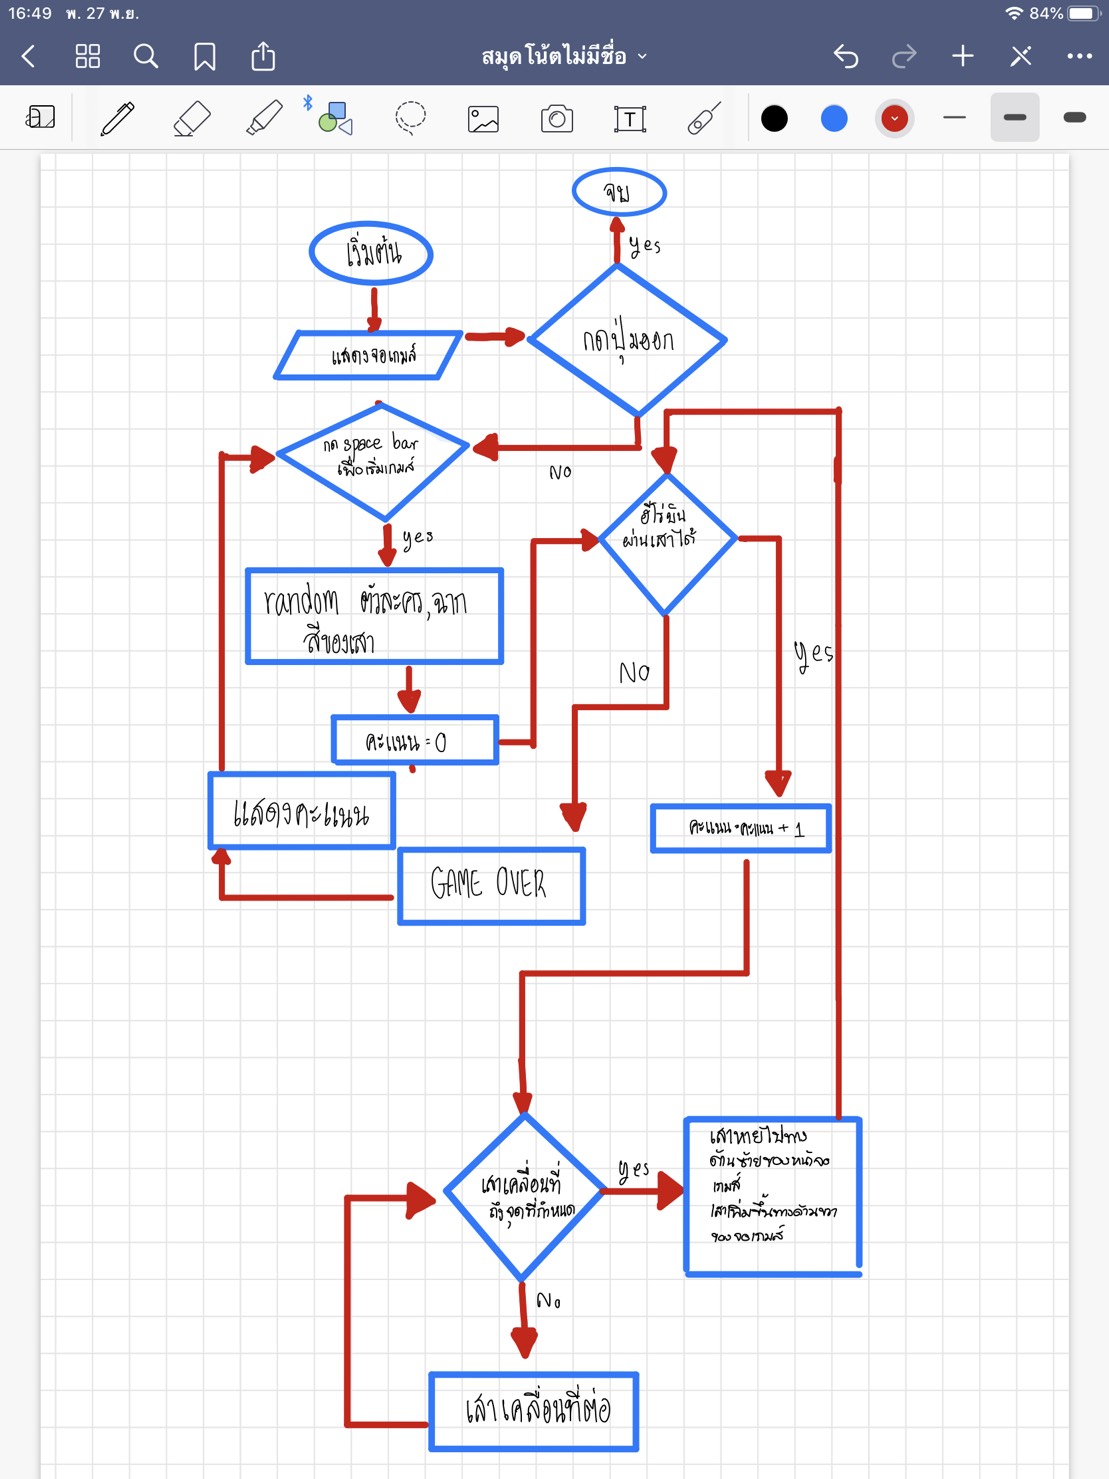 16:49 พ. 27 พ.ย.
84%
สมุดโน้ตไม่มีชื่อ
จบ
yes
เริ่มต้น
กดปุ่มออก
แสดงจอเกมส์
กด space bar
เพื่อเริ่มเกมส์
NO
ฮีโร่บิน
ผ่านเสาได้
yes
random ตัวละคร, ฉาก
สีของเสา
NO
yes
คะแนน = 0
แสดงคะแนน
คะแนน = คะแนน + 1
GAME OVER
เสาเคลื่อนที่
ถึงจุดที่กำหนด
yes
เสาหายไปทาง
ด้านซ้ายของหน้าจอ
เกมส์
เสาเพิ่มขึ้นทางด้านขวา
ของจอเกมส์
No
เสาเคลื่อนที่ต่อ